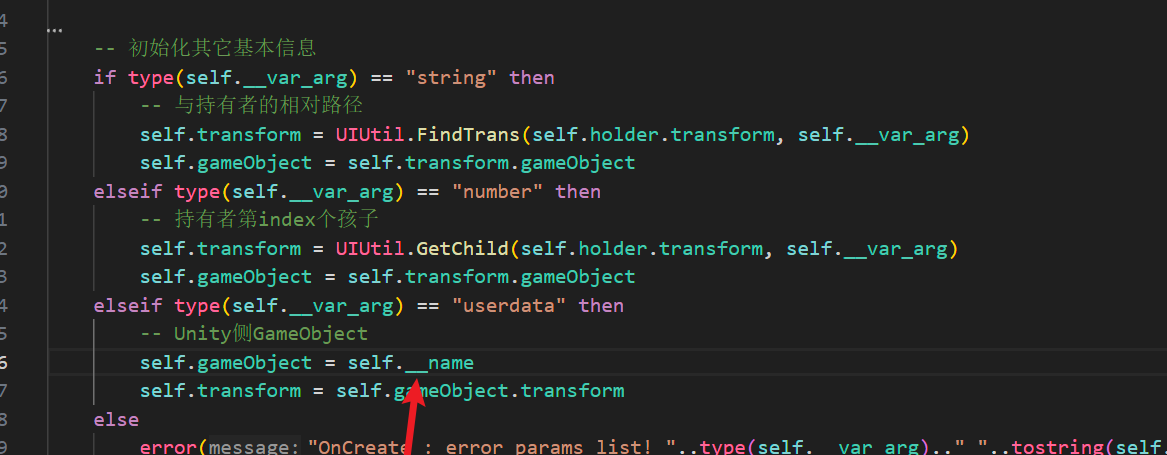 4
...
5 -- 初始化其它基本信息
6 if type(self.__var_arg) == "string" then
7 -- 与持有者的相对路径
8 self.transform = UIUtil.FindTrans(self.holder.transform, self.__var_arg)
9 self.gameObject = self.transform.gameObject
0 elseif type(self.__var_arg) == "number" then
1 -- 持有者第index个孩子
2 self.transform = UIUtil.GetChild(self.holder.transform, self.__var_arg)
3 self.gameObject = self.transform.gameObject
4 elseif type(self.__var_arg) == "userdata" then
5 -- Unity侧GameObject
6 self.gameObject = self.__name
7 self.transform = self.gameObject.transform
8 else
9 error(message: "OnCreate : error params list! "..type(self.__var_arg).." "..tostring(self.